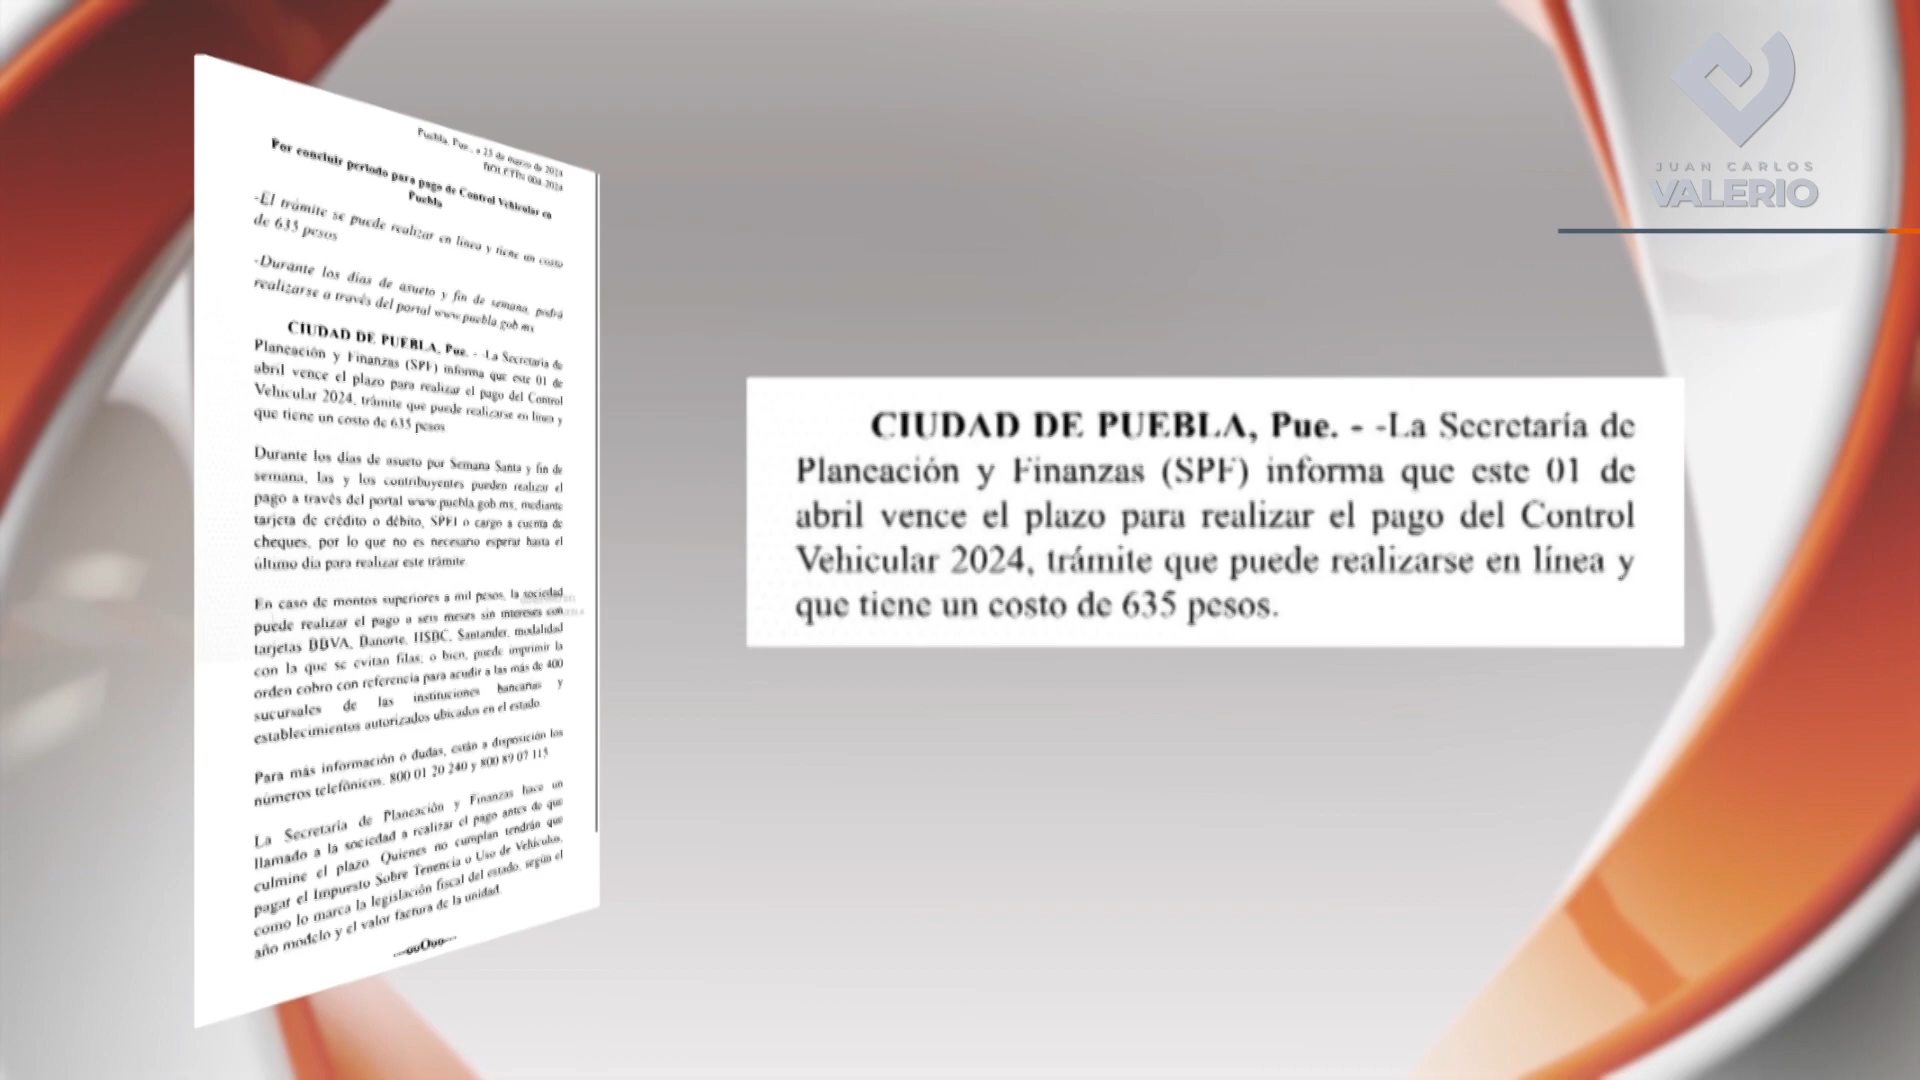 Puebla, Pue., a 25 de marzo de 2024
BOLETÍN 004-2024
Por concluir periodo para pago de Control Vehicular en
Puebla
-El trámite se puede realizar en línea y tiene un costo
de 635 pesos
-Durante los días de asueto y fin de semana, podrá
realizarse a través del portal www.puebla.gob.mx
CIUDAD DE PUEBLA, Pue. - -La Secretaría de
Planeación y Finanzas (SPF) informa que este 01 de
abril vence el plazo para realizar el pago del Control
Vehicular 2024, trámite que puede realizarse en línea y
que tiene un costo de 635 pesos.
Durante los días de asueto por Semana Santa y fin de
semana, las y los contribuyentes pueden realizar el
pago a través del portal www.puebla.gob.mx, mediante
tarjeta de crédito o débito, SPEI o cargo a cuenta de
cheques, por lo que no es necesario esperar hasta el
último día para realizar este trámite.
En caso de montos superiores a mil pesos, la sociedad
puede realizar el pago a seis meses sin intereses con
tarjetas BBVA, Banorte, HSBC, Santander, modalidad
con la que se evitan filas; o bien, puede imprimir la
orden cobro con referencia para acudir a las más de 400
sucursales de las instituciones bancarias y
establecimientos autorizados ubicados en el estado.
Para más información o dudas, están a disposición los
números telefónicos: 800 01 20 240 y 800 89 07 115
La Secretaría de Planeación y Finanzas hace un
llamado a la sociedad a realizar el pago antes de que
culmine el plazo. Quienes no cumplan tendrán que
pagar el Impuesto Sobre Tenencia o Uso de Vehículos,
como lo marca la legislación fiscal del estado, según el
año modelo y el valor factura de la unidad.
---ooOoo---
JUAN CARLOS
VALERIO
CIUDAD DE PUEBLA, Pue. - -La Secretaría de
Planeación y Finanzas (SPF) informa que este 01 de
abril vence el plazo para realizar el pago del Control
Vehicular 2024, trámite que puede realizarse en línea y
que tiene un costo de 635 pesos.